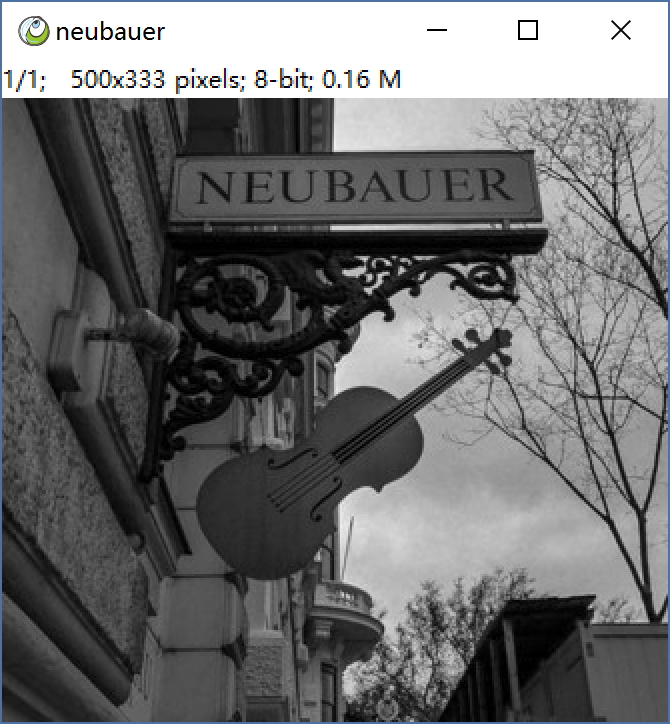 neubauer
1/1; 500x333 pixels; 8-bit; 0.16 M
NEUBAUER